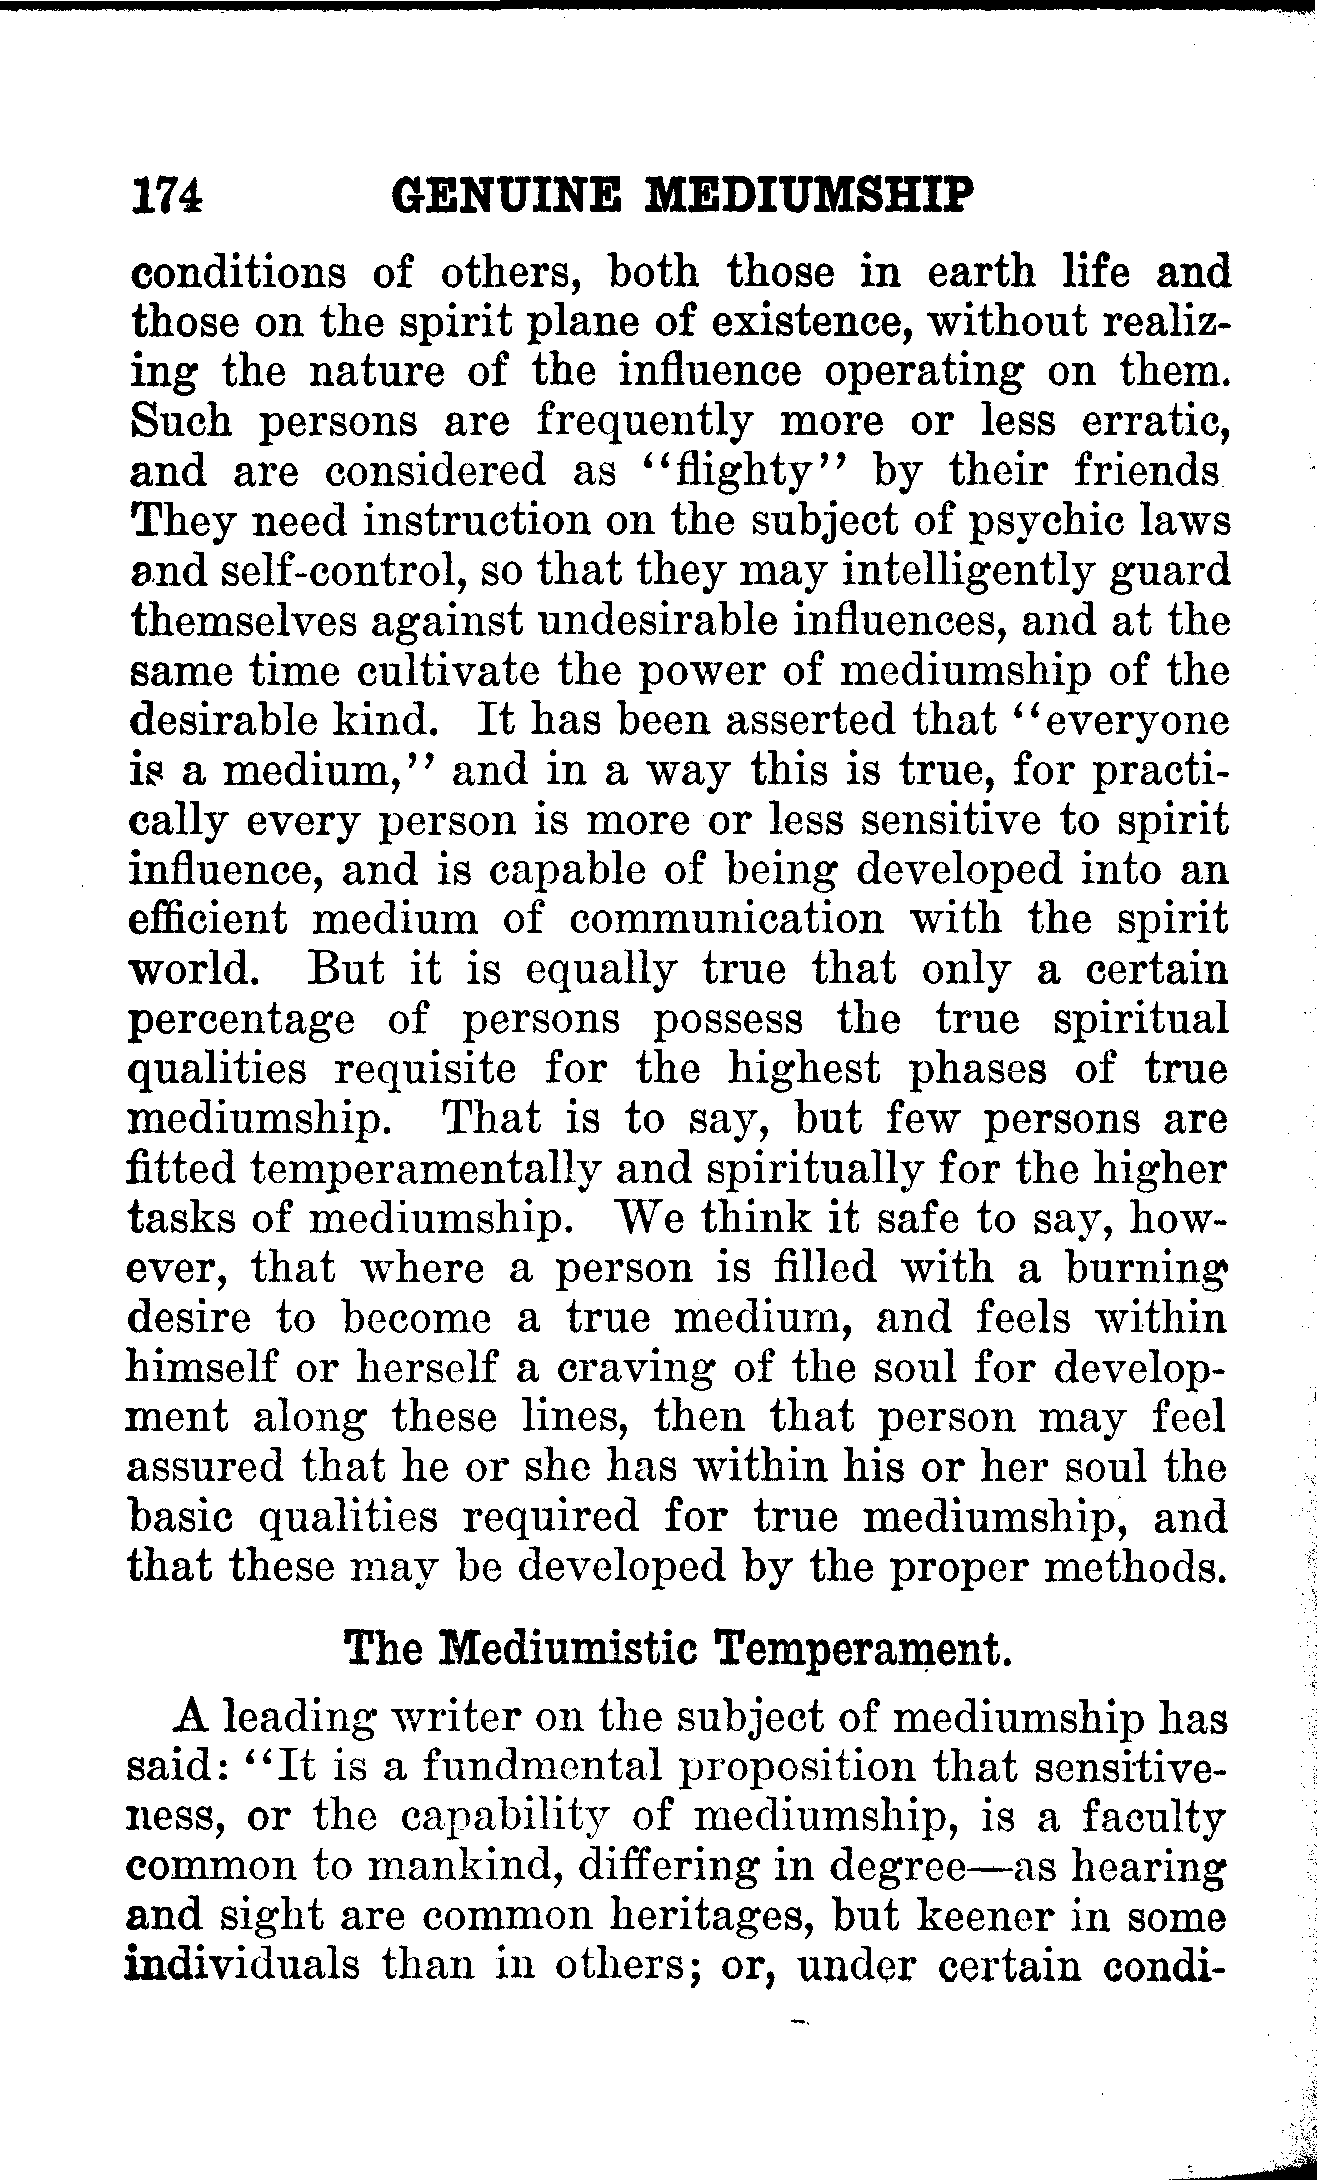 174 GENUINE MEDIUMSHIP
conditions of others, both those in earth life and
those on the spirit plane of existence, without realiz-
ing the nature of the influence operating on them.
Such persons are frequently more or less erratic,
and are considered as "flighty" by their friends
They need instruction on the subject of psychic laws
and self-control, so that they may intelligently guard
themselves against undesirable influences, and at the
same time cultivate the power of mediumship of the
desirable kind. It has been asserted that "everyone
is a medium," and in a way this is true, for practi-
cally every person is more or less sensitive to spirit
influence, and is capable of being developed into an
efficient medium of communication with the spirit
world. But it is equally true that only a certain
percentage of persons possess the true spiritual
qualities requisite for the highest phases of true
mediumship. That is to say, but few persons are
fitted temperamentally and spiritually for the higher
tasks of mediumship. We think it safe to say, how-
ever, that where a person is filled with a burning
desire to become a true medium, and feels within
himself or herself a craving of the soul for develop-
ment along these lines, then that person may feel
assured that he or she has within his or her soul the
basic qualities required for true mediumship, and
that these may be developed by the proper methods.
The Mediumistic Temperament.
A leading writer on the subject of mediumship has
said: "It is a fundmental proposition that sensitive-
ness, or the capability of mediumship, is a faculty
common to mankind, differing in degree—as hearing
and sight are common heritages, but keener in some
individuals than in others; or, under certain condi-